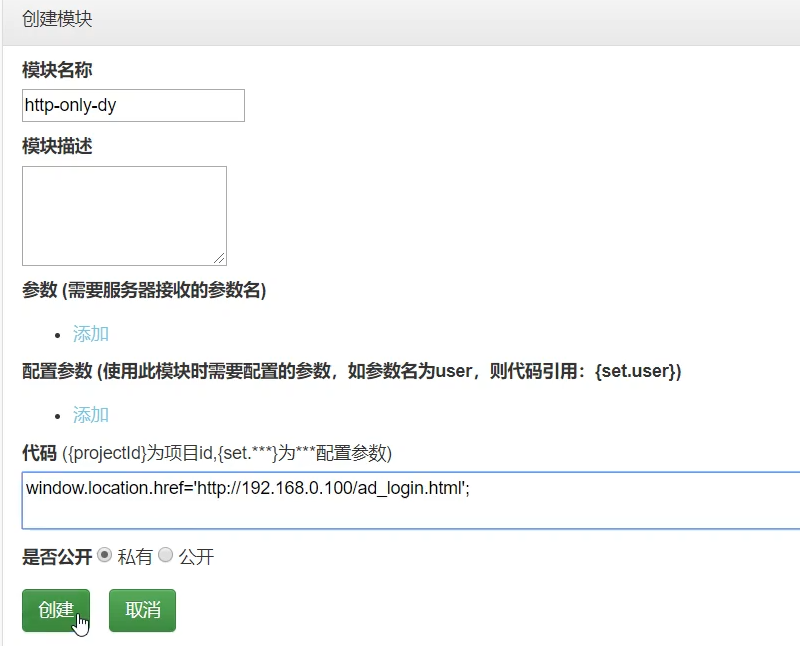 创建模块
模块名称
http-only-dy
模块描述
参数 (需要服务器接收的参数名)
添加
配置参数 (使用此模块时需要配置的参数，如参数名为user，则代码引用：{set.user})
添加
代码 ({projectId}为项目id,{set.***}为***配置参数)
window.location.href='http://192.168.0.100/ad_login.html';
是否公开 私有 公开
创建 取消